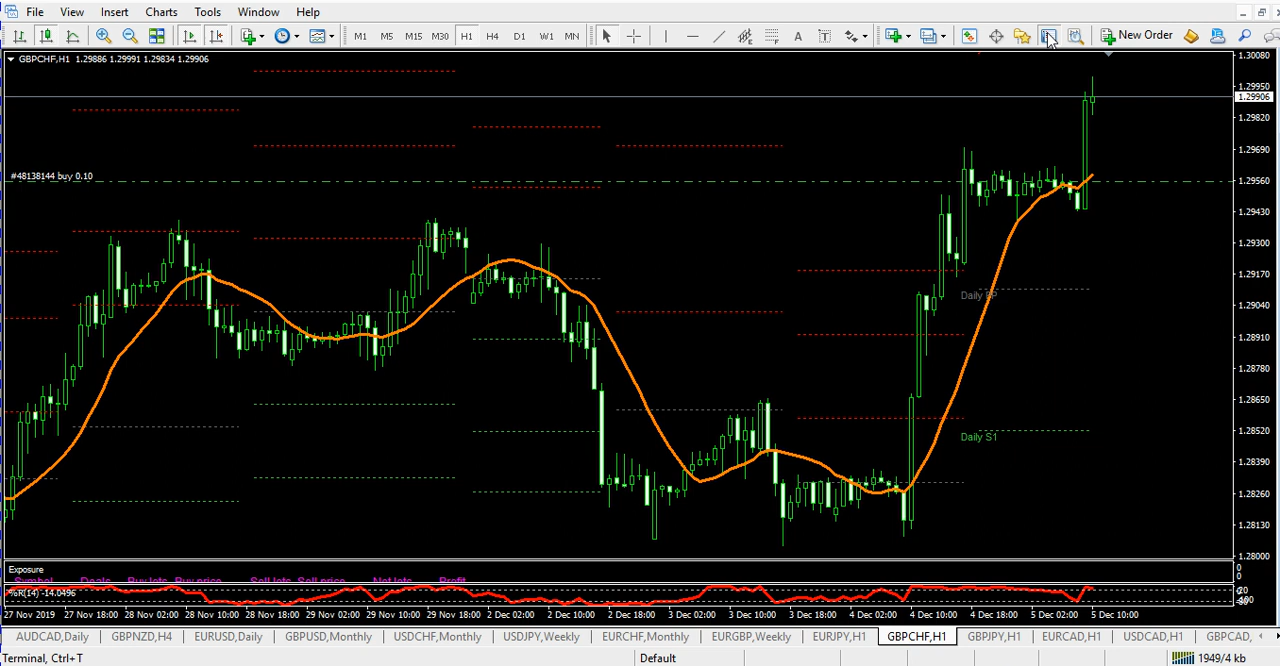 File View Insert Charts Tools Window Help
M1 M5 M15 M30 H1 H4 D1 W1 MN A T New Order
GBPCHF,H1 1.29886 1.29991 1.29834 1.29906
1.30080
1.29950
1.29906
1.29820
1.29690
#48138144 buy 0.10
1.29560
1.29430
1.29300
1.29170
Daily PP
1.29040
1.28910
1.28780
1.28650
1.28520
Daily S1
1.28390
1.28260
1.28130
1.28000
Exposure
0
Symbol Deals Buy lots Buy price Sell lots Sell price Net lots Profit
0
%R(14) -14.0496
-20
27 Nov 2019 27 Nov 18:00 28 Nov 02:00 28 Nov 10:00 28 Nov 18:00 29 Nov 02:00 29 Nov 10:00 29 Nov 18:00 2 Dec 02:00 2 Dec 10:00 2 Dec 18:00 3 Dec 02:00 3 Dec 10:00 3 Dec 18:00 4 Dec 02:00 4 Dec 10:00 4 Dec 18:00 5 Dec 02:00 5 Dec 10:00
AUDCAD,Daily GBPNZD,H4 EURUSD,Daily GBPUSD,Monthly USDCHF,Monthly USDJPY,Weekly EURCHF,Monthly EURGBP,Weekly EURJPY,H1 GBPCHF,H1 GBPJPY,H1 EURCAD,H1 USDCAD,H1 GBPCAD,
Terminal, Ctrl+T Default 1949/4 kb